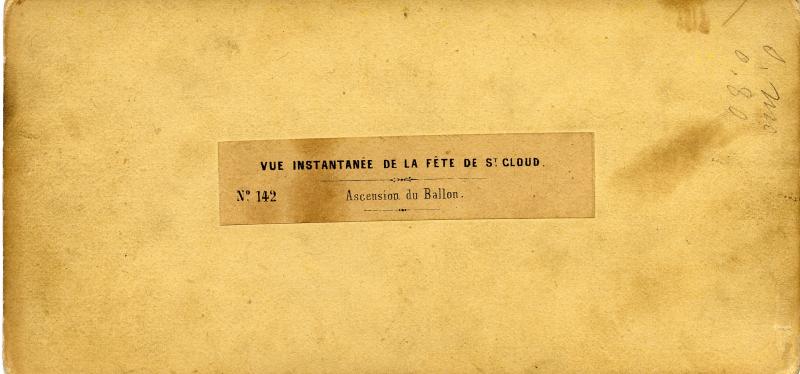 VUE INSTANTANÉE DE LA FÊTE DE ST CLOUD.
Nº 142 Ascension du Ballon.